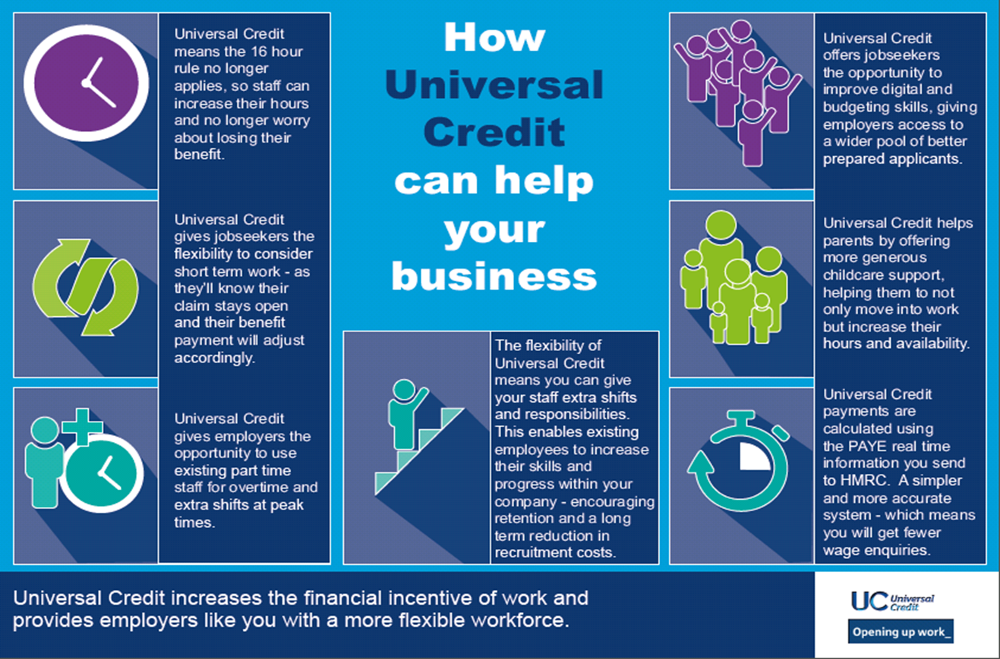 How
Universal
Credit
can help
your
business
Universal Credit
means the 16 hour
rule no longer
applies, so staff can
increase their hours
and no longer worry
about losing their
benefit.
Universal Credit
gives jobseekers the
flexibility to consider
short term work - as
they'll know their
claim stays open
and their benefit
payment will adjust
accordingly.
Universal Credit
gives employers the
opportunity to use
existing part time
staff for overtime and
extra shifts at peak
times.
The flexibility of
Universal Credit
means you can give
your staff extra shifts
and responsibilities.
This enables existing
employees to increase
their skills and
progress within your
company - encouraging
retention and a long
term reduction in
recruitment costs.
Universal Credit
offers jobseekers
the opportunity to
improve digital and
budgeting skills, giving
employers access to
a wider pool of better
prepared applicants.
Universal Credit helps
parents by offering
more generous
childcare support,
helping them to not
only move into work
but increase their
hours and availability.
Universal Credit
payments are
calculated using
the PAYE real time
information you send
to HMRC. A simpler
and more accurate
system - which means
you will get fewer
wage enquiries.
Universal Credit increases the financial incentive of work and
provides employers like you with a more flexible workforce.
UC Universal
Credit
Opening up work_